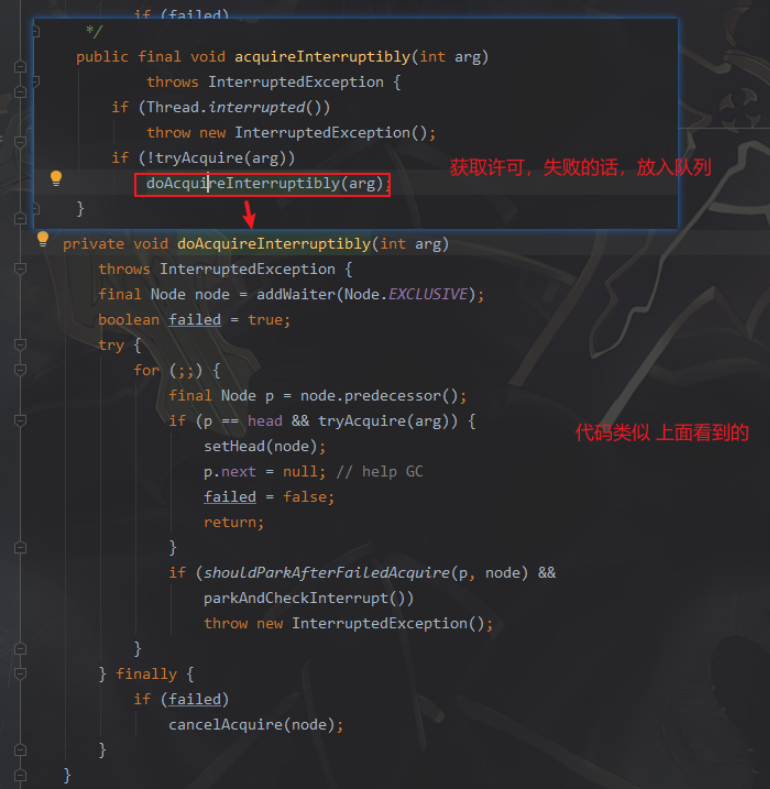 if (failed)
*/
public final void acquireInterruptibly(int arg)
throws InterruptedException {
if (Thread.interrupted())
throw new InterruptedException();
if (!tryAcquire(arg))
获取许可，失败的话，放入队列
doAcquireInterruptibly(arg);
}
private void doAcquireInterruptibly(int arg)
throws InterruptedException {
final Node node = addWaiter(Node.EXCLUSIVE);
boolean failed = true;
try {
for (;;) {
final Node p = node.predecessor();
if (p == head && tryAcquire(arg)) {
代码类似 上面看到的
setHead(node);
p.next = null; // help GC
failed = false;
return;
}
if (shouldParkAfterFailedAcquire(p, node) &&
parkAndCheckInterrupt())
throw new InterruptedException();
}
} finally {
if (failed)
cancelAcquire(node);
}
}